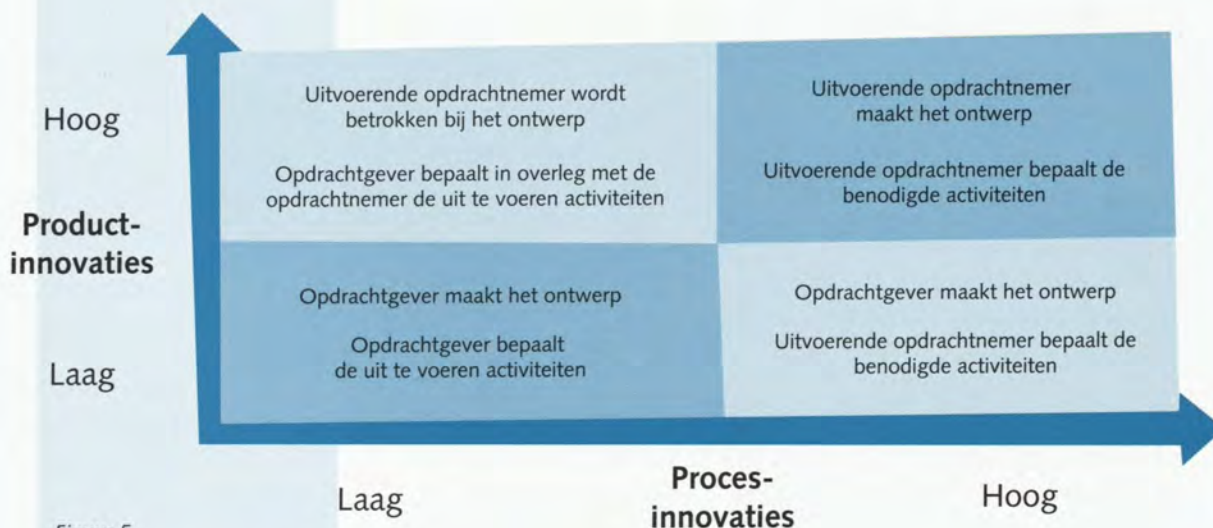 Hoog
Uitvoerende opdrachtnemer wordt
betrokken bij het ontwerp
Opdrachtgever bepaalt in overleg met de
opdrachtnemer de uit te voeren activiteiten
Uitvoerende opdrachtnemer
maakt het ontwerp
Uitvoerende opdrachtnemer bepaalt de
benodigde activiteiten
Product-
innovaties
Laag
Opdrachtgever maakt het ontwerp
Opdrachtgever bepaalt
de uit te voeren activiteiten
Opdrachtgever maakt het ontwerp
Uitvoerende opdrachtnemer bepaalt de
benodigde activiteiten
Laag
Proces-
innovaties
Hoog